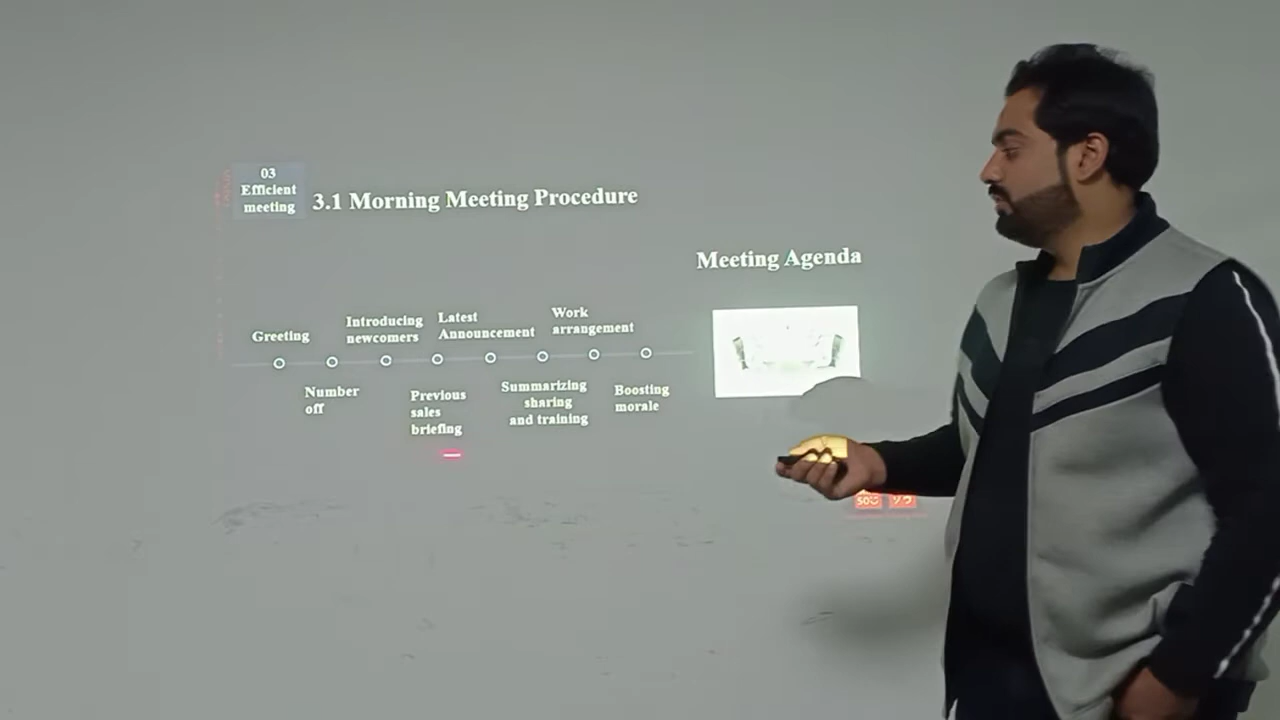 03
Efficient
meeting
3.1 Morning Meeting Procedure
Meeting Agenda
Greeting
Introducing
newcomers
Latest
Announcement
Work
arrangement
Number
off
Previous
sales
briefing
Summarizing
sharing
and training
Boosting
morale